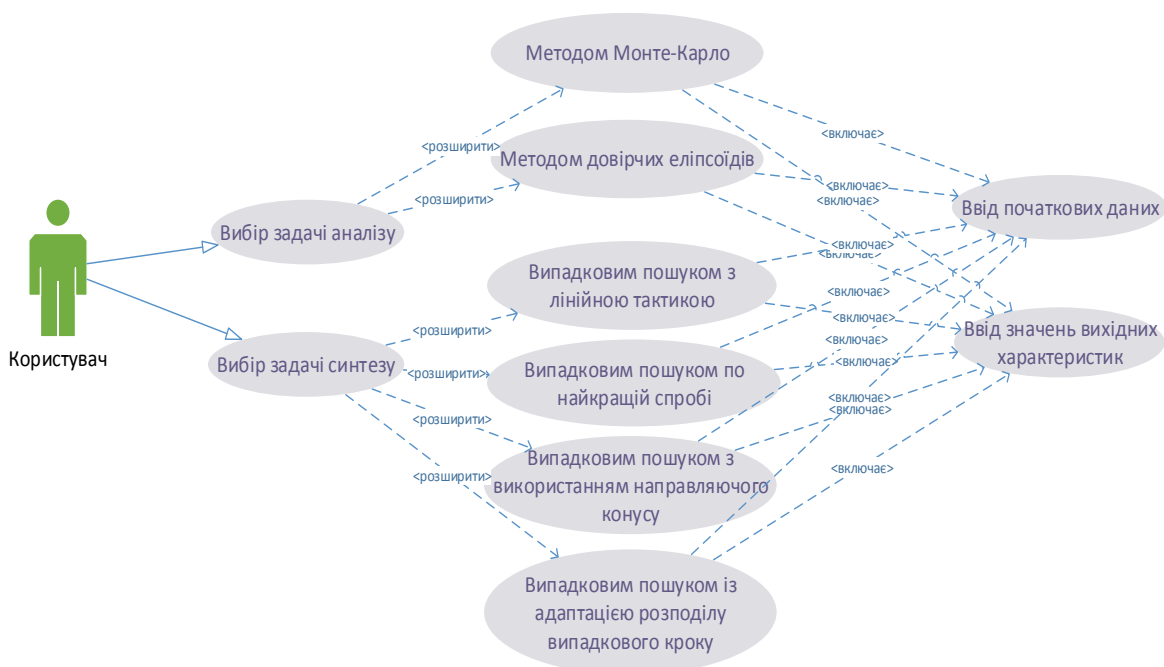 Методом Монте-Карло
<включає>
<розширити>
Методом довірчих еліпсоїдів
<розширити>
<включає>
<включає>
Ввід початкових даних
Вибір задачі аналізу
<включає>
<включає>
Випадковим пошуком з
лінійною тактикою
<включає>
<включає>
<розширити>
<включає>
Ввід значень вихідних
характеристик
Користувач
Вибір задачі синтезу
<включає>
<розширити>
Випадковим пошуком по
найкращій спробі
<включає>
<включає>
<розширити>
Випадковим пошуком з
використанням направляючого
конусу
<розширити>
<включає>
Випадковим пошуком із
адаптацією розподілу
випадкового кроку